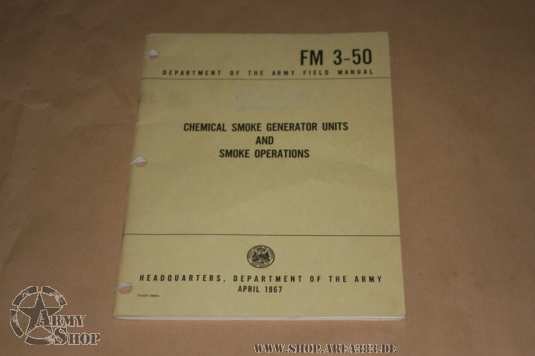 FM 3-50
DEPARTMENT OF THE ARMY FIELD MANUAL
CHEMICAL SMOKE GENERATOR UNITS
AND
SMOKE OPERATIONS
HEADQUARTERS, DEPARTMENT OF THE ARMY
APRIL 1967
ARMY
SHOP